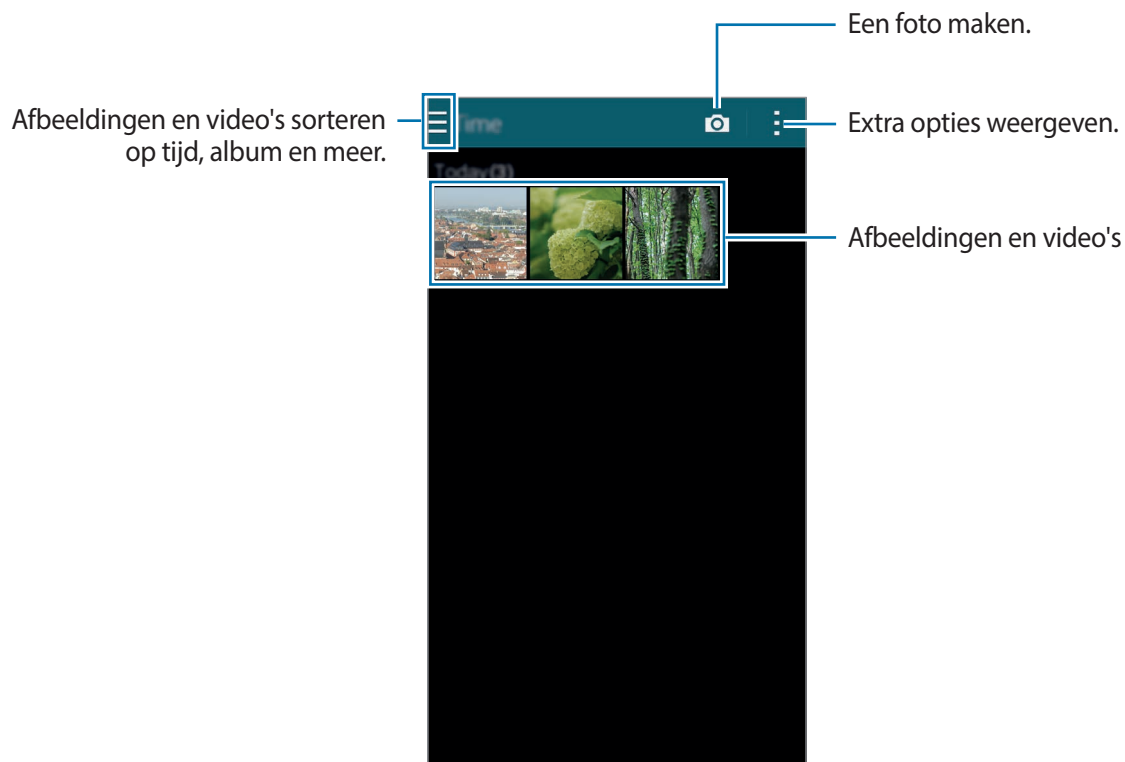 Een foto maken.
Afbeeldingen en video's sorteren
op tijd, album en meer.
Time
Extra opties weergeven.
Today(3)
Afbeeldingen en video's